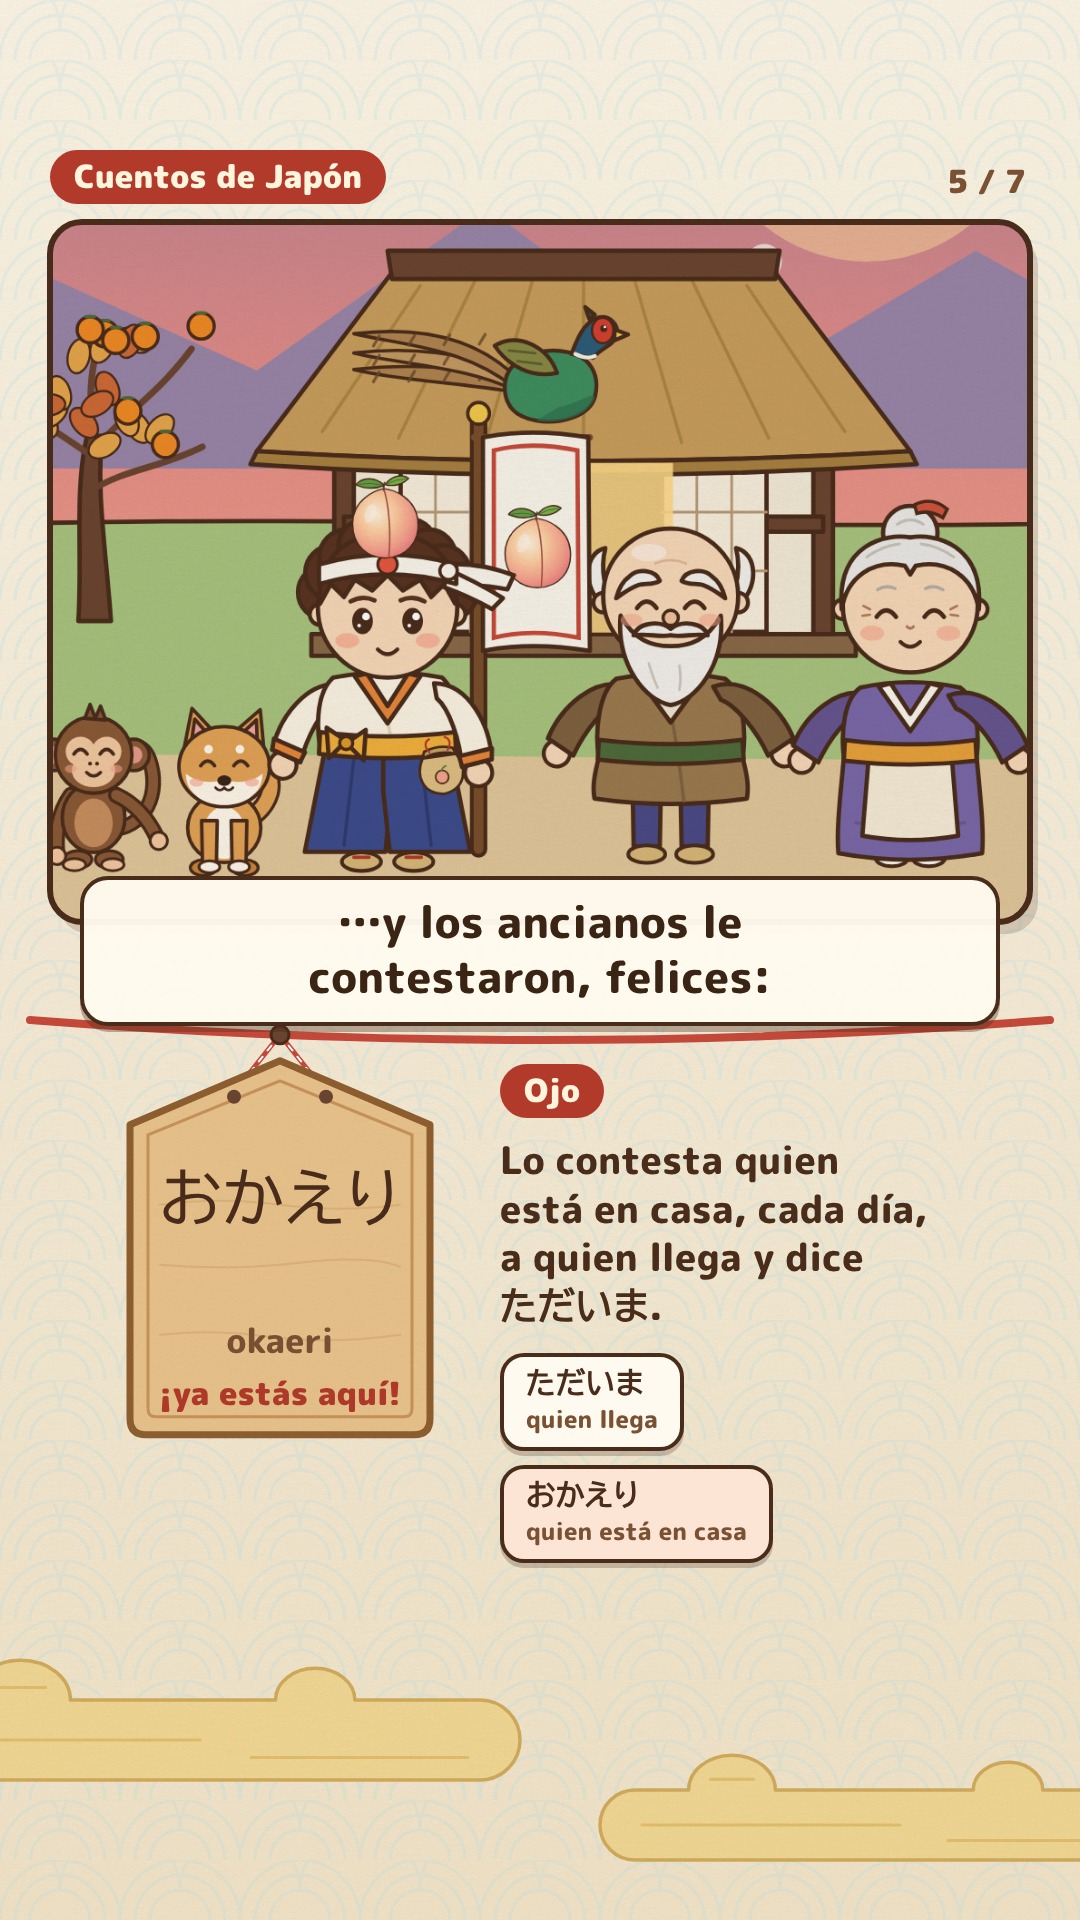 Cuentos de Japón
5 / 7
…y los ancianos le
contestaron, felices:
おかえり
okaeri
¡ya estás aquí!
Ojo
Lo contesta quien
está en casa, cada día,
a quien llega y dice
ただいま.
ただいま
quien llega
おかえり
quien está en casa